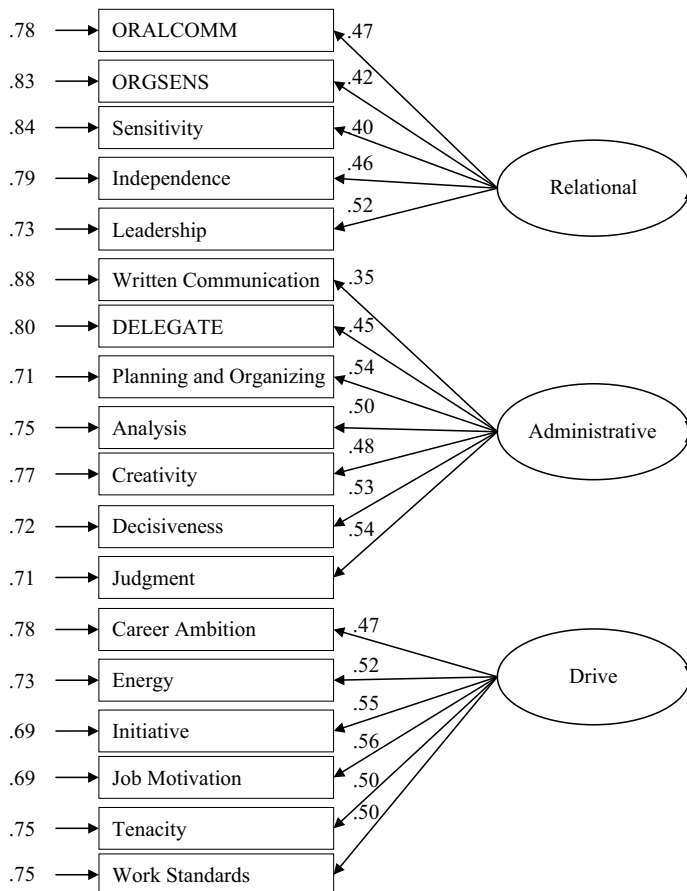 .78 ORALCOMM .47
.83 ORGSENS .42
.84 Sensitivity .40
.79 Independence .46
Relational
.73 Leadership .52
.88 Written Communication .35
.80 DELEGATE .45
.71 Planning and Organizing .54
.75 Analysis .50
Administrative
.77 Creativity .48
.72 Decisiveness .53
.71 Judgment .54
.78 Career Ambition .47
.73 Energy .52
Drive
.69 Initiative .55
.69 Job Motivation .56
.75 Tenacity .50
.75 Work Standards .50